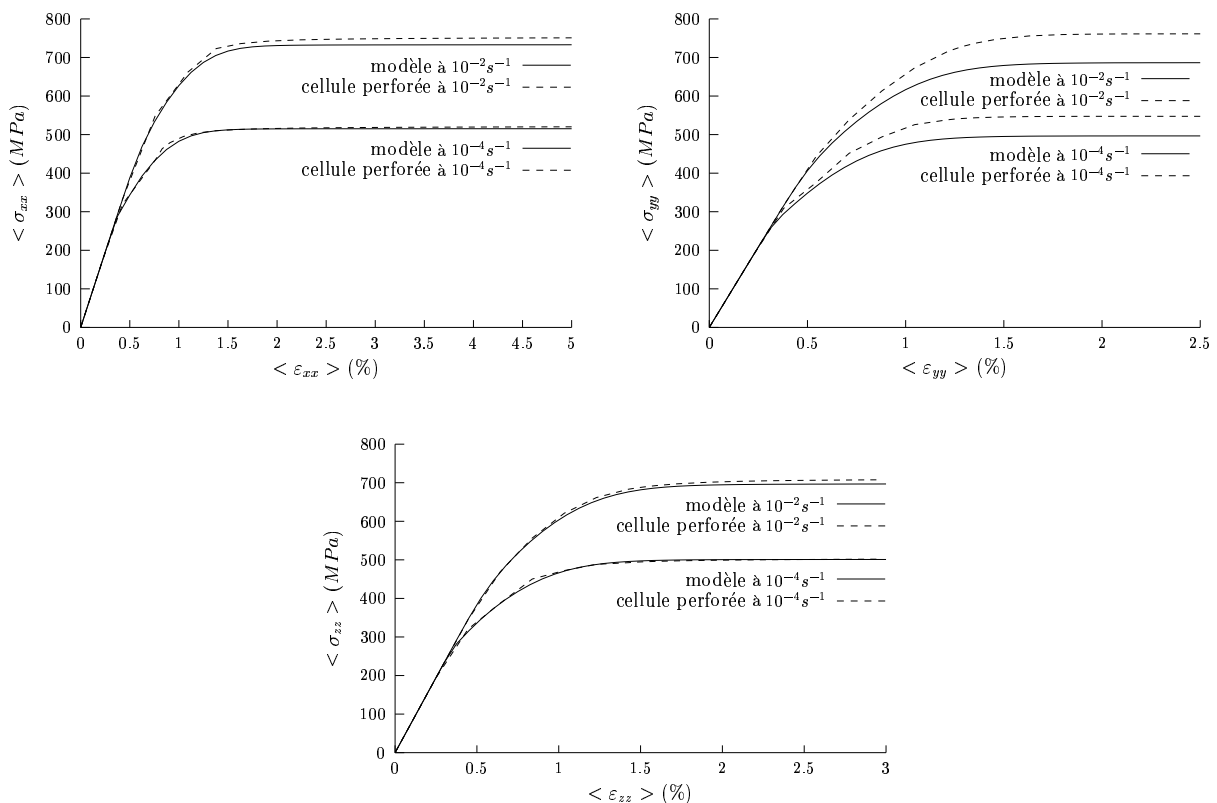 800
700
600
500
400
300
200
100
0
< σxx > (MPa)
modèle à 10⁻²s⁻¹
cellule perforée à 10⁻²s⁻¹
modèle à 10⁻⁴s⁻¹
cellule perforée à 10⁻⁴s⁻¹
0 0.5 1 1.5 2 2.5 3 3.5 4 4.5 5
< εxx > (%)
800
700
600
500
400
300
200
100
0
< σyy > (MPa)
modèle à 10⁻²s⁻¹
cellule perforée à 10⁻²s⁻¹
modèle à 10⁻⁴s⁻¹
cellule perforée à 10⁻⁴s⁻¹
0 0.5 1 1.5 2 2.5
< εyy > (%)
800
700
600
500
400
300
200
100
0
< σzz > (MPa)
modèle à 10⁻²s⁻¹
cellule perforée à 10⁻²s⁻¹
modèle à 10⁻⁴s⁻¹
cellule perforée à 10⁻⁴s⁻¹
0 0.5 1 1.5 2 2.5 3
< εzz > (%)